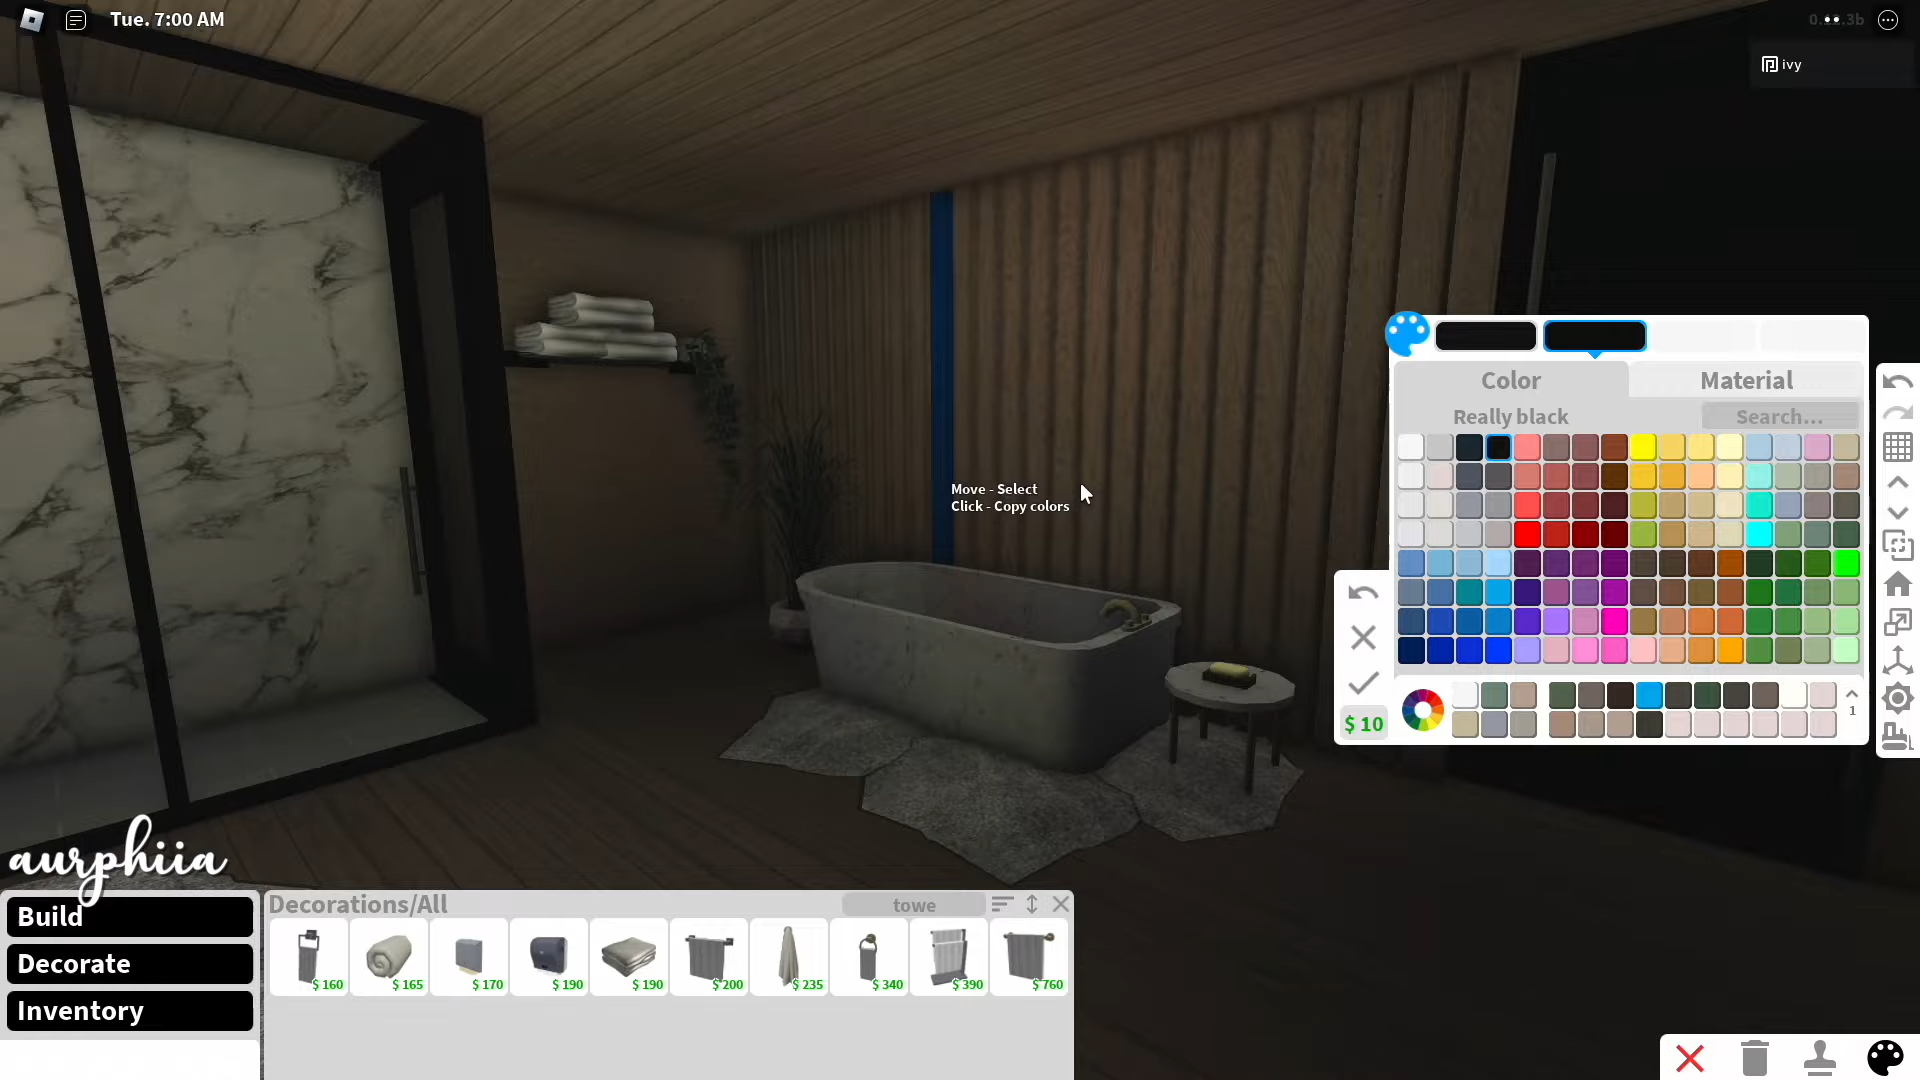 Tue. 7:00 AM
ivy
Move - Select
Click - Copy colors
Color
Material
Really black
Search...
$ 10
1
aurphiia
Build
Decorate
Inventory
Decorations/All
towe
$ 160
$ 165
$ 170
$ 190
$ 190
$ 200
$ 235
$ 340
$ 390
$ 760